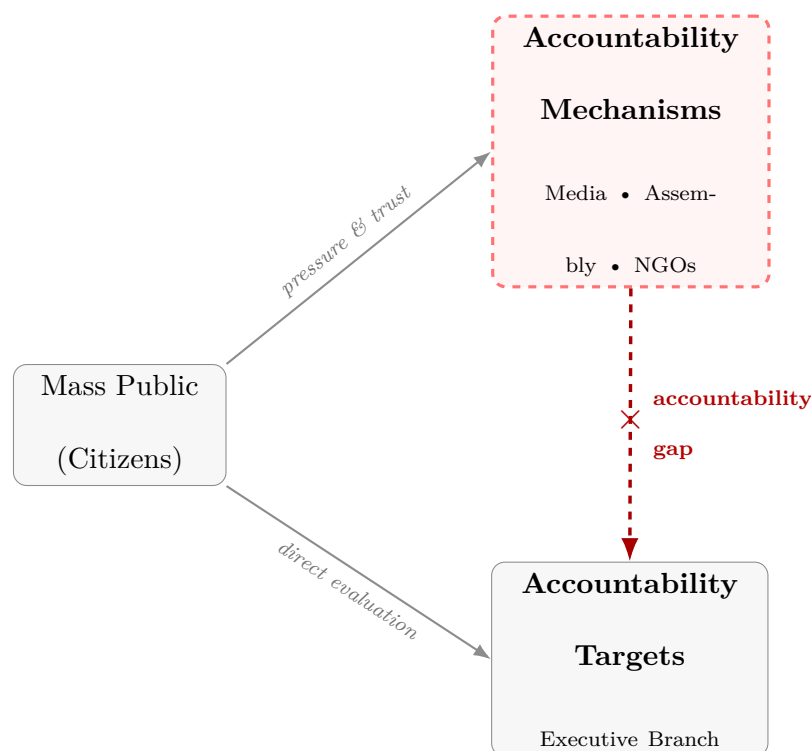 Accountability
Mechanisms
Media • Assem-
bly • NGOs
pressure & trust
Mass Public
(Citizens)
accountability
gap
direct evaluation
Accountability
Targets
Executive Branch